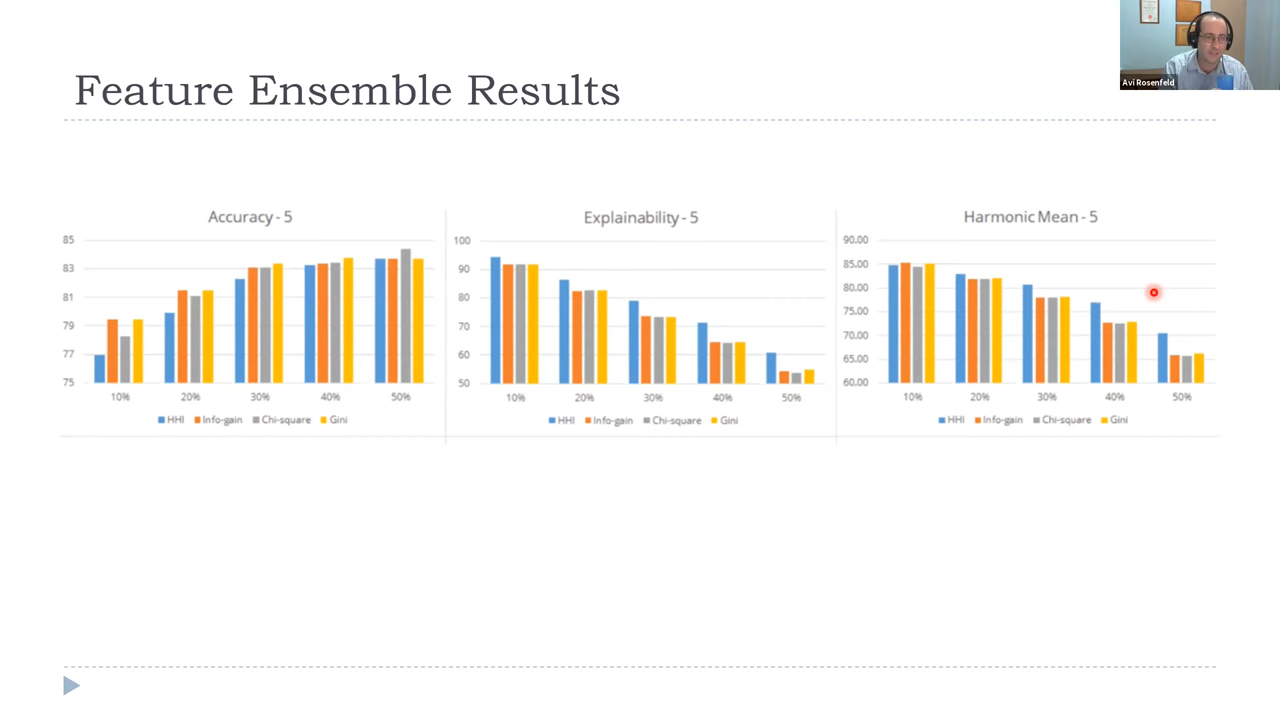 Avi Rosenfeld
Feature Ensemble Results
Accuracy - 5
85
83
81
79
77
75
10% 20% 30% 40% 50%
HHI Info-gain Chi-square Gini
Explainability - 5
100
90
80
70
60
50
10% 20% 30% 40% 50%
HHI Info-gain Chi-square Gini
Harmonic Mean - 5
90.00
85.00
80.00
75.00
70.00
65.00
60.00
10% 20% 30% 40% 50%
HHI Info-gain Chi-square Gini